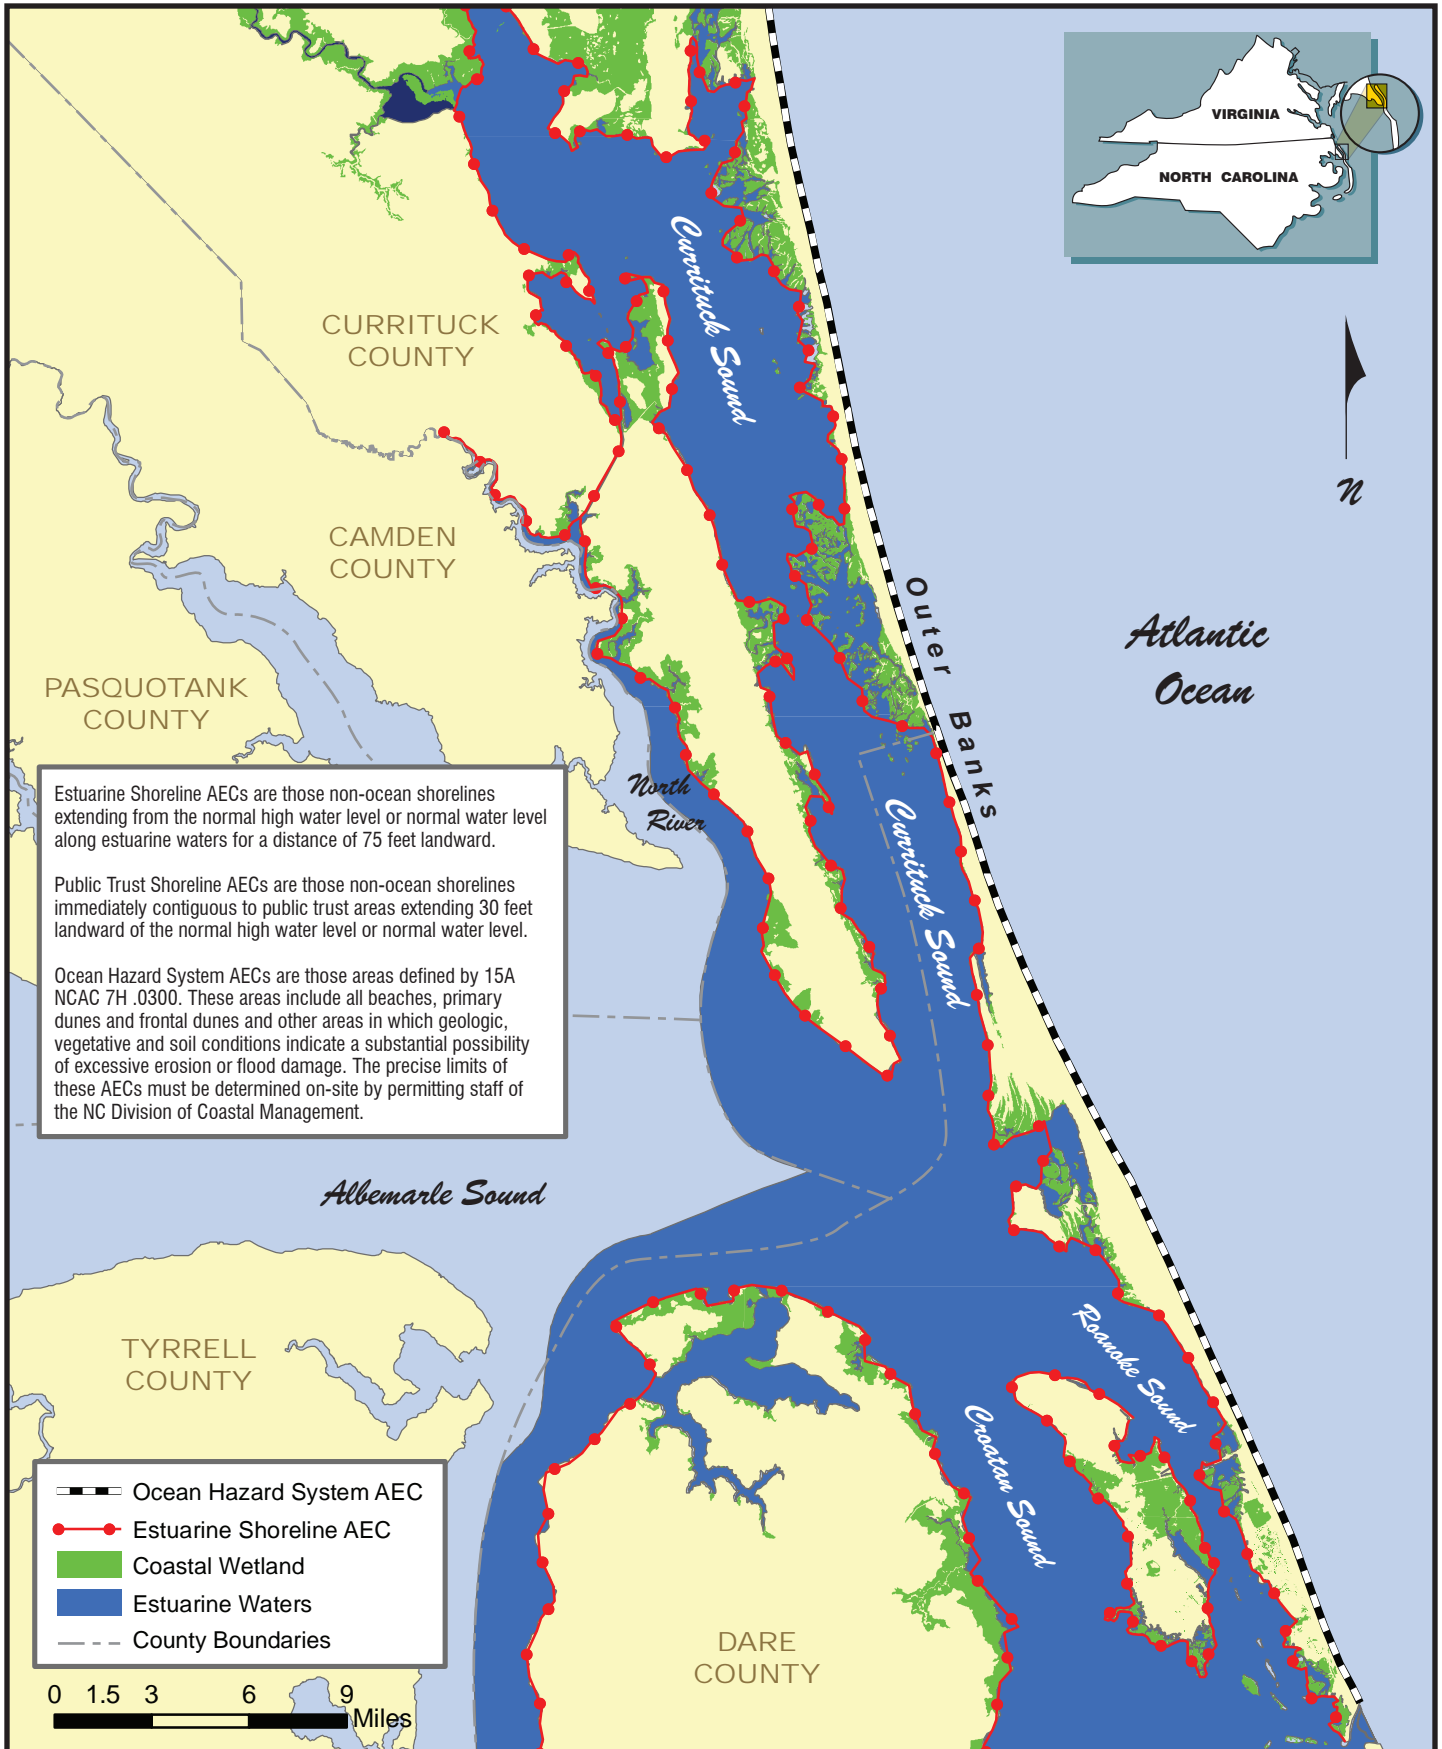 VIRGINIA
NORTH CAROLINA
Currituck Sound
CURRITUCK
COUNTY
N
CAMDEN
COUNTY
Outer Banks
Atlantic
Ocean
PASQUOTANK
COUNTY
North
River
Estuarine Shoreline AECs are those non-ocean shorelines
extending from the normal high water level or normal water level
along estuarine waters for a distance of 75 feet landward.
Public Trust Shoreline AECs are those non-ocean shorelines
immediately contiguous to public trust areas extending 30 feet
landward of the normal high water level or normal water level.
Ocean Hazard System AECs are those areas defined by 15A
NCAC 7H .0300. These areas include all beaches, primary
dunes and frontal dunes and other areas in which geologic,
vegetative and soil conditions indicate a substantial possibility
of excessive erosion or flood damage. The precise limits of
these AECs must be determined on-site by permitting staff of
the NC Division of Coastal Management.
Currituck Sound
Albemarle Sound
TYRRELL
COUNTY
Roanoke Sound
Croatan Sound
Ocean Hazard System AEC
Estuarine Shoreline AEC
Coastal Wetland
Estuarine Waters
County Boundaries
DARE
COUNTY
0 1.5 3 6 9
Miles